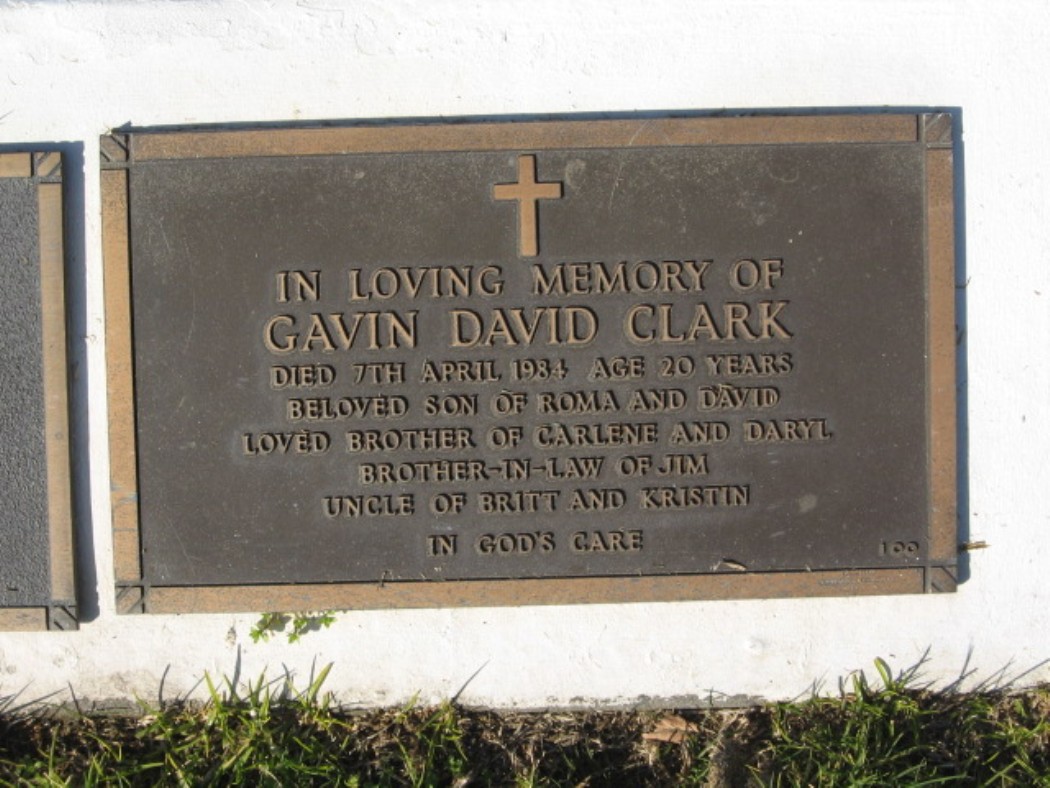 IN LOVING MEMORY OF
GAVIN DAVID CLARK
DIED 7TH APRIL 1984 AGE 20 YEARS
BELOVED SON OF ROMA AND DAVID
LOVED BROTHER OF CARLENE AND DARYL
BROTHER-IN-LAW OF JIM
UNCLE OF BRITT AND KRISTIN
IN GOD'S CARE
100